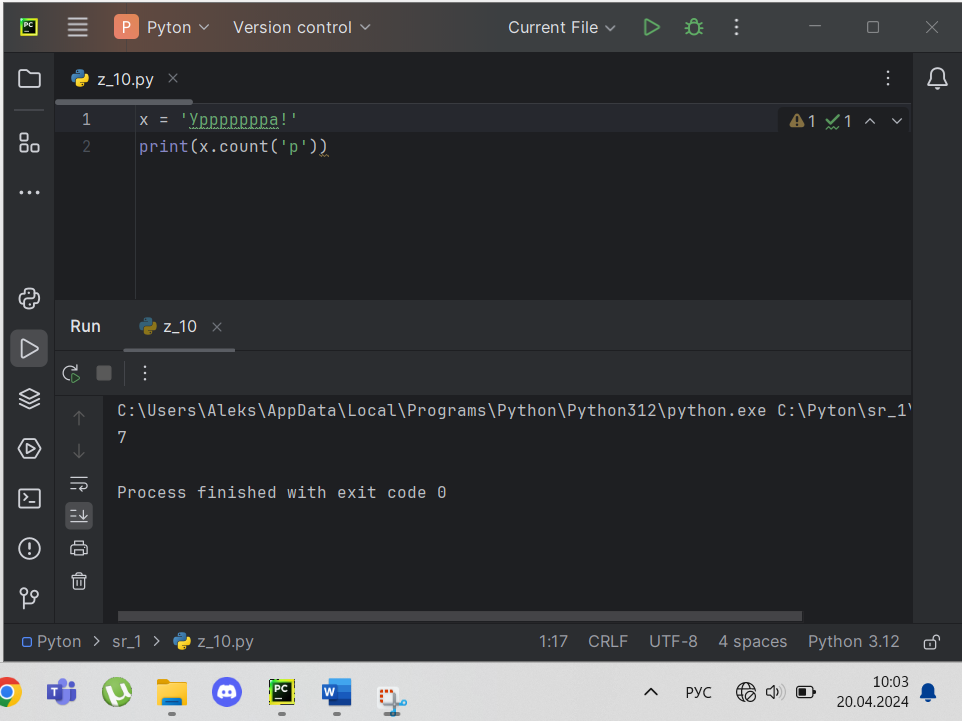 P Pyton Version control Current File
z_10.py
1 x = 'Урррррррра!'
2 print(x.count('р'))
1 1
Run z_10
C:\Users\Aleks\AppData\Local\Programs\Python\Python312\python.exe C:\Pyton\sr_1\
7
Process finished with exit code 0
Pyton > sr_1 > z_10.py 1:17 CRLF UTF-8 4 spaces Python 3.12
РУС 10:03
20.04.2024